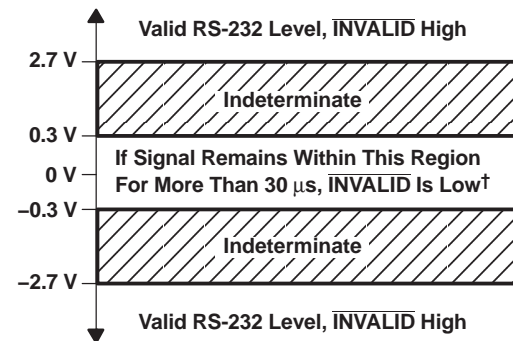 Valid RS-232 Level, INVALID High
2.7 V
Indeterminate
0.3 V
If Signal Remains Within This Region
0 V
For More Than 30 μs, INVALID Is Low†
–0.3 V
Indeterminate
–2.7 V
Valid RS-232 Level, INVALID High